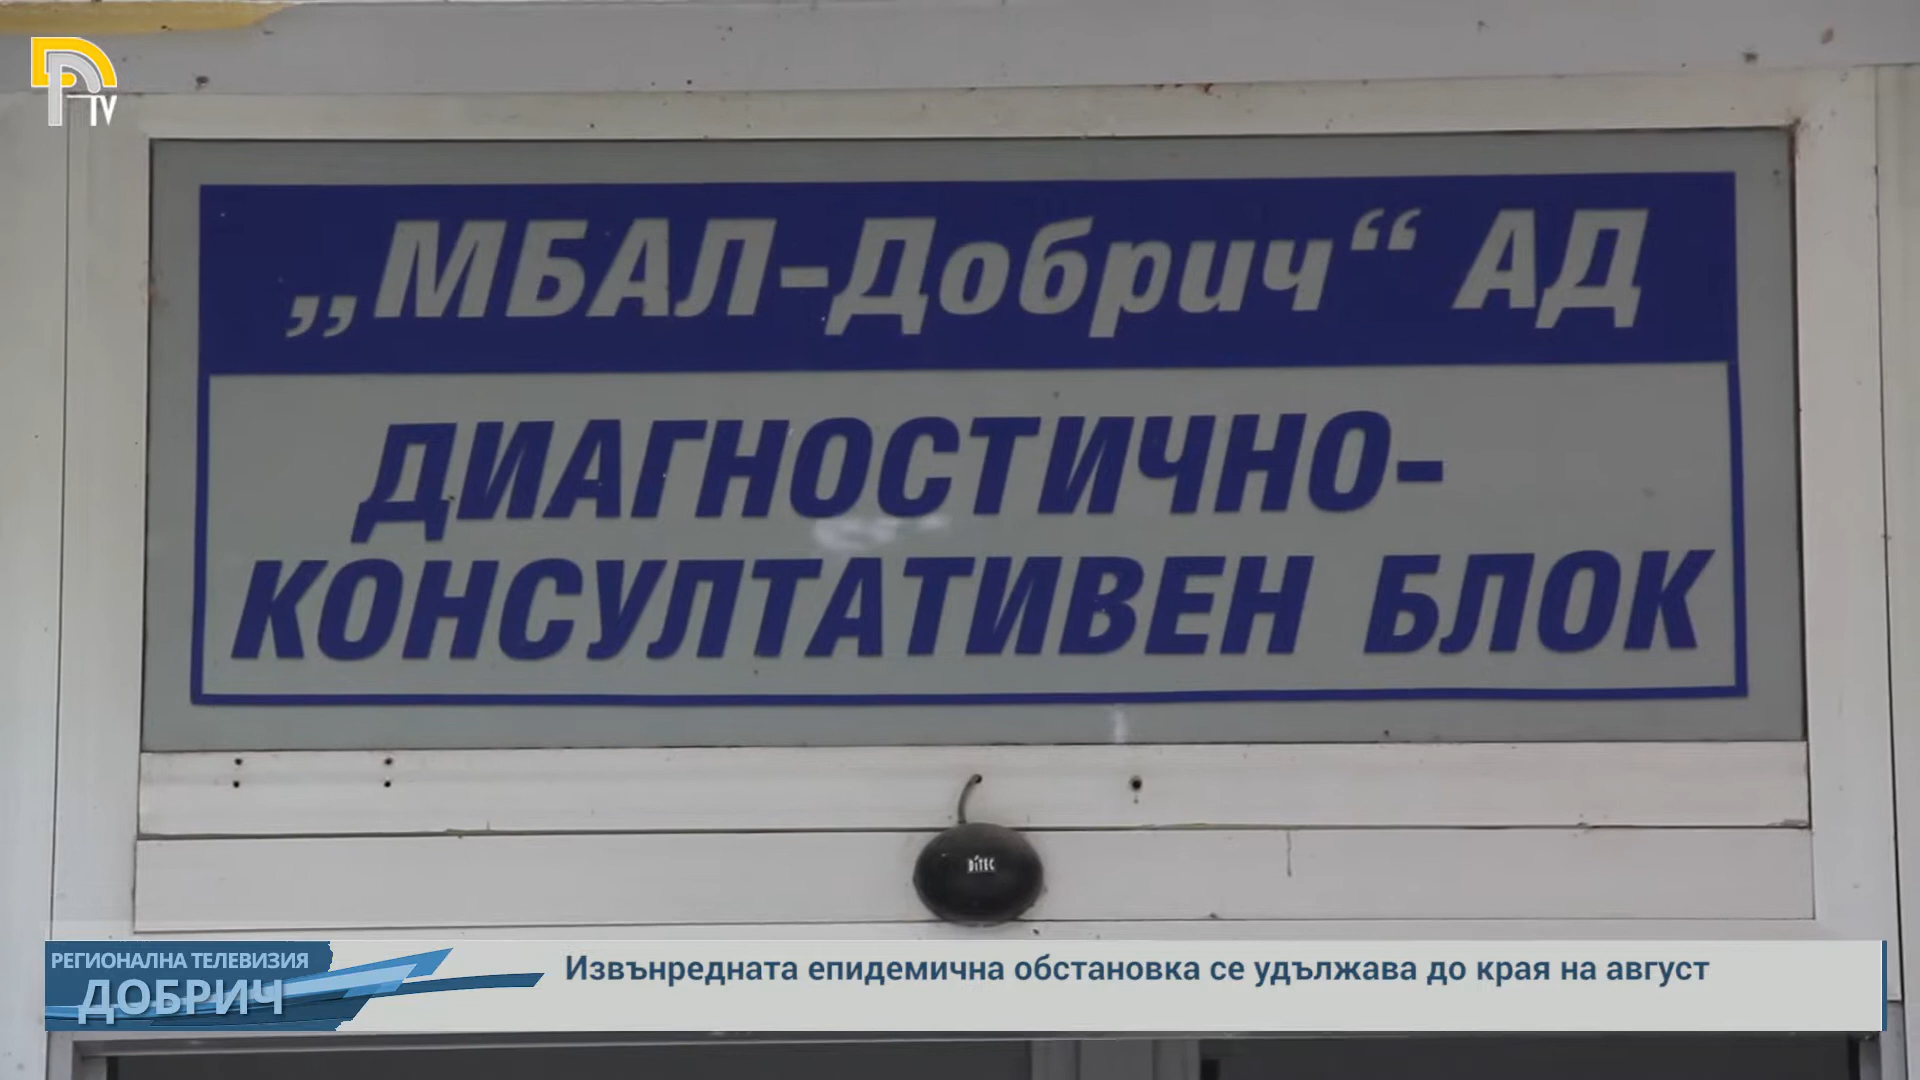 TV
„МБАЛ-Добрич“ АД
ДИАГНОСТИЧНО-
КОНСУЛТАТИВЕН БЛОК
DITEC
РЕГИОНАЛНА ТЕЛЕВИЗИЯ
ДОБРИЧ
Извънредната епидемична обстановка се удължава до края на август